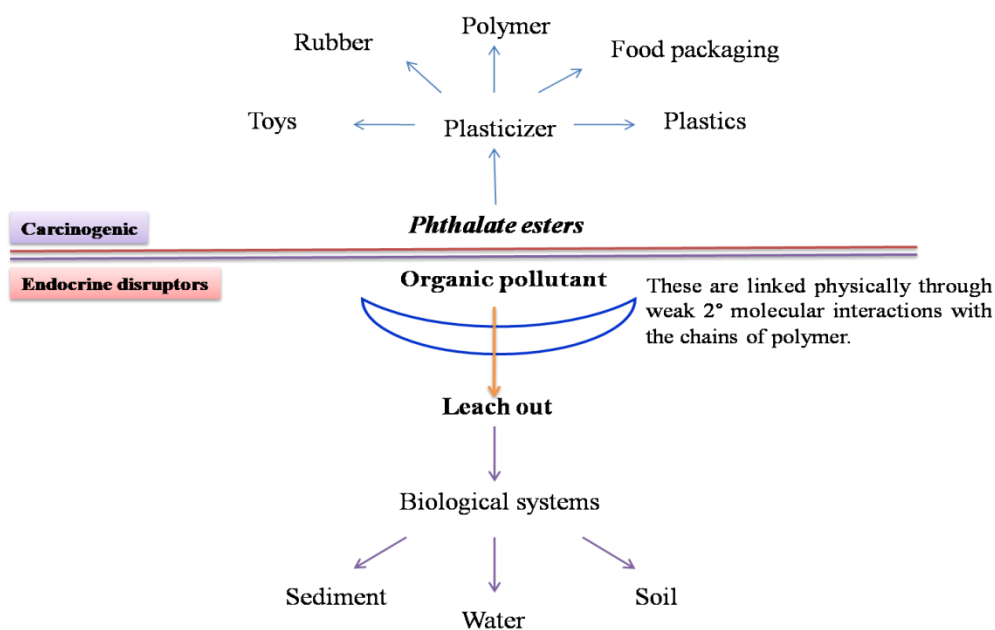 Polymer
Rubber
Food packaging
Toys
Plasticizer
Plastics
Phthalate esters
Carcinogenic
Endocrine disruptors
Organic pollutant
These are linked physically through
weak 2° molecular interactions with
the chains of polymer.
Leach out
Biological systems
Sediment
Water
Soil